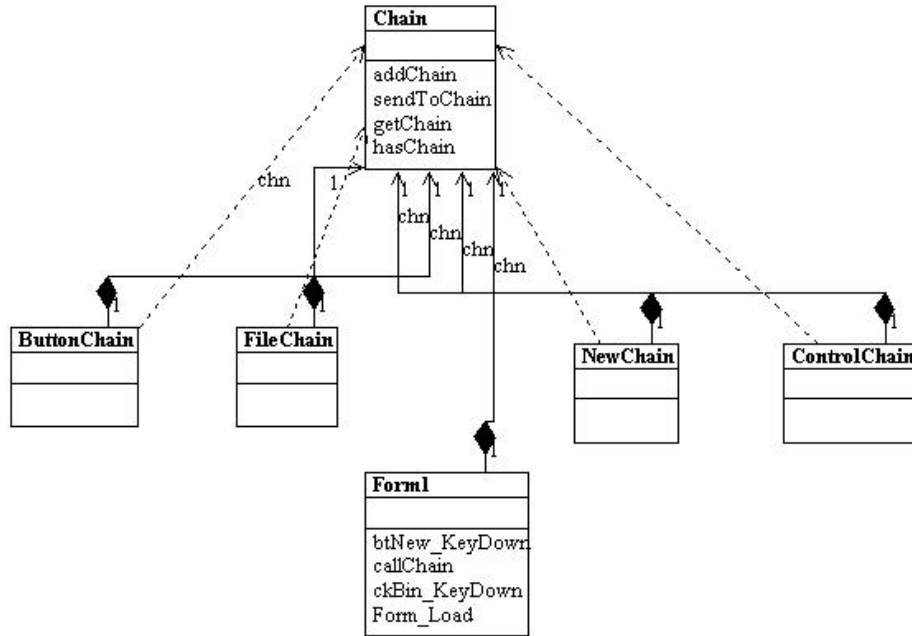 Chain
addChain
sendToChain
getChain
hasChain
chn
1
1
1
1
1
chn
chn
chn
chn
1
1
1
1
ButtonChain
FileChain
NewChain
ControlChain
1
Form1
btNew_KeyDown
callChain
ckBin_KeyDown
Form_Load